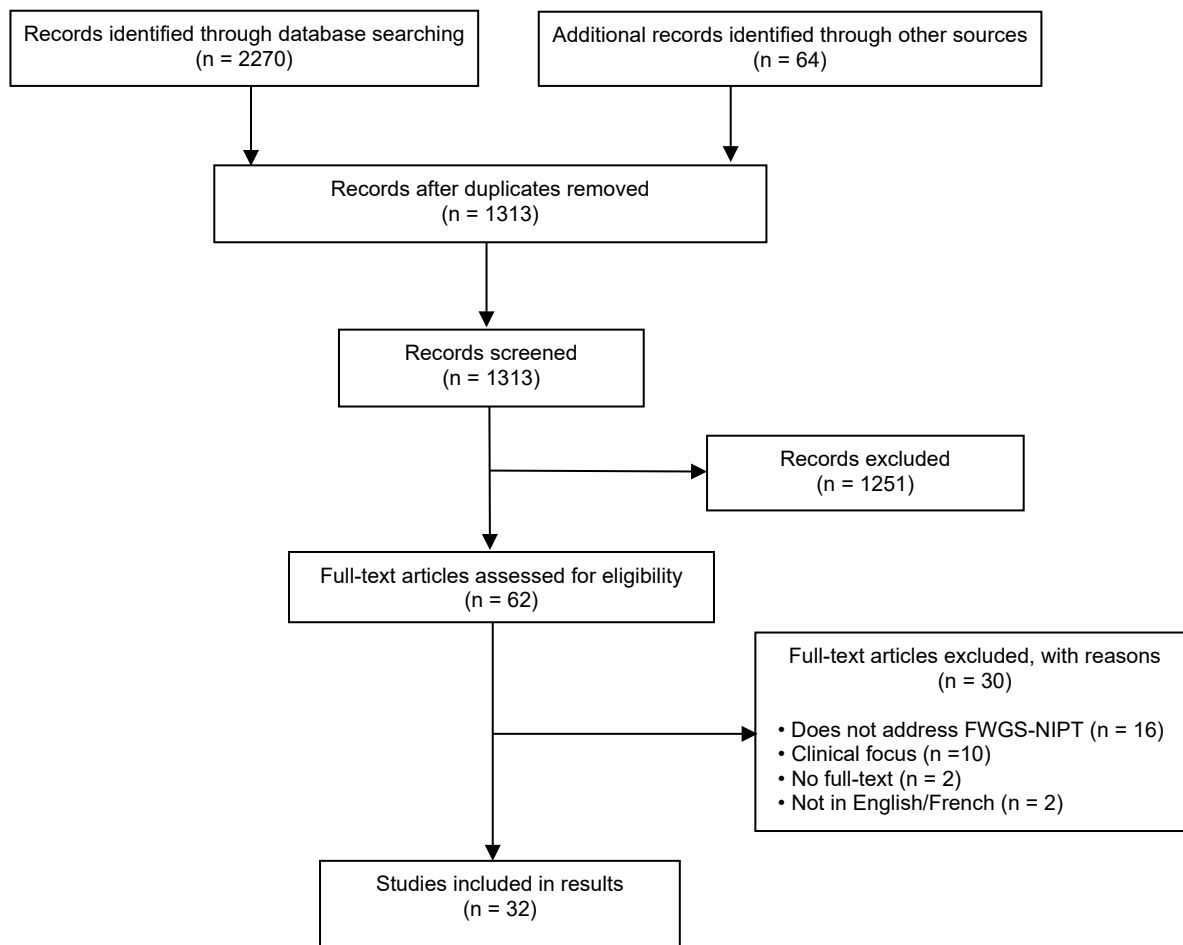 Records identified through database searching
(n = 2270)
Additional records identified through other sources
(n = 64)
Records after duplicates removed
(n = 1313)
Records screened
(n = 1313)
Records excluded
(n = 1251)
Full-text articles assessed for eligibility
(n = 62)
Full-text articles excluded, with reasons
(n = 30)
• Does not address FWGS-NIPT (n = 16)
• Clinical focus (n =10)
• No full-text (n = 2)
• Not in English/French (n = 2)
Studies included in results
(n = 32)